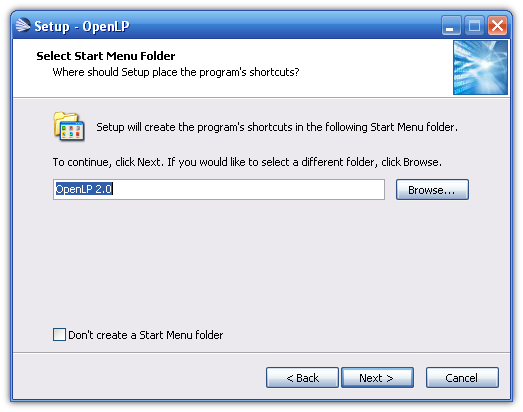 Setup - OpenLP
Select Start Menu Folder
Where should Setup place the program's shortcuts?
Setup will create the program's shortcuts in the following Start Menu folder.
To continue, click Next. If you would like to select a different folder, click Browse.
OpenLP 2.0
Browse...
Don't create a Start Menu folder
< Back
Next >
Cancel